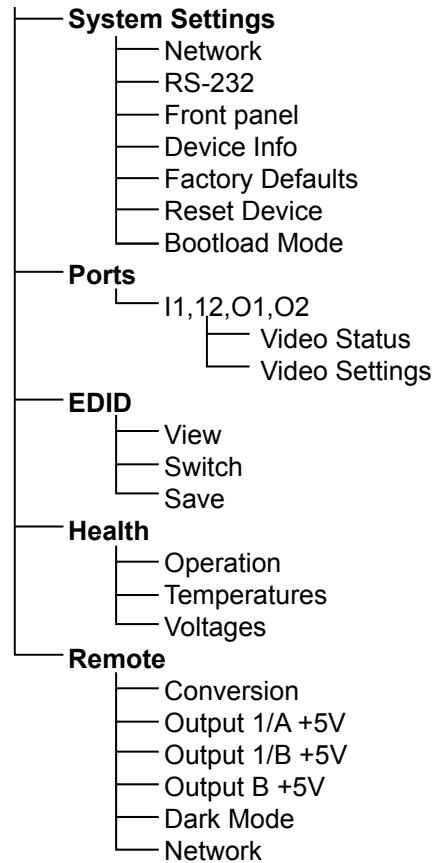 System Settings
Network
RS-232
Front panel
Device Info
Factory Defaults
Reset Device
Bootload Mode
Ports
I1,12,O1,O2
Video Status
Video Settings
EDID
View
Switch
Save
Health
Operation
Temperatures
Voltages
Remote
Conversion
Output 1/A +5V
Output 1/B +5V
Output B +5V
Dark Mode
Network